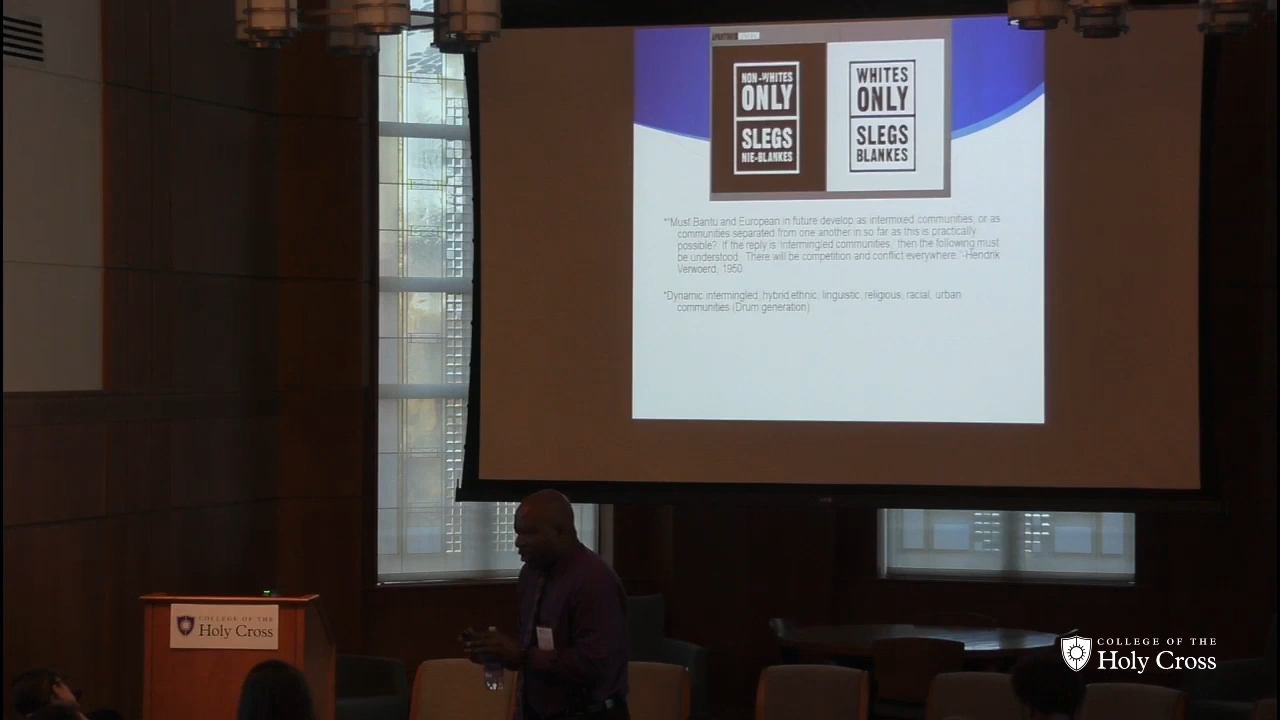 APARTHEID
NON-WHITES
ONLY
SLEGS
NIE-BLANKES
WHITES
ONLY
SLEGS
BLANKES
*"Must Bantu and European in future develop as intermixed communities, or as
communities separated from one another in so far as this is practically
possible? If the reply is 'intermingled communities,' then the following must
be understood. There will be competition and conflict everywhere."-Hendrik
Verwoerd, 1950
*Dynamic intermingled, hybrid ethnic, linguistic, religious, racial, urban
communities (Drum generation)
COLLEGE OF THE
Holy Cross
COLLEGE OF THE
Holy Cross